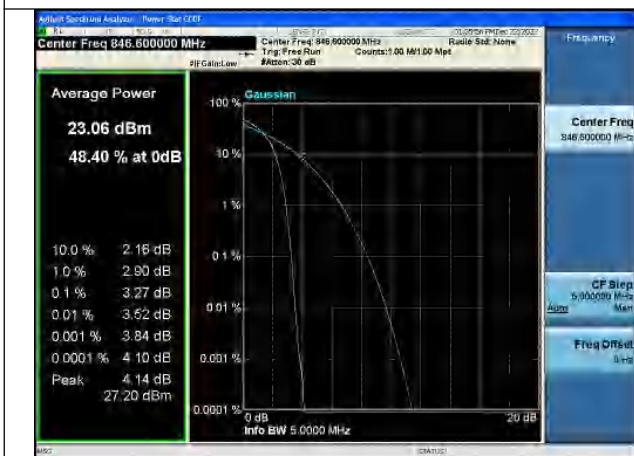 Agilent Spectrum Analyzer - Power Stat CCDF
Center Freq 846.600000 MHz
Center Freq: 846.600000 MHz
Radio Std: None
Trig: Free Run
Counts:1.00 M/1.00 Mpt
#IFGain:Low
#Atten: 30 dB
Frequency
Average Power
23.06 dBm
48.40 % at 0dB
10.0 % 2.16 dB
1.0 % 2.90 dB
0.1 % 3.27 dB
0.01 % 3.52 dB
0.001 % 3.84 dB
0.0001 % 4.10 dB
Peak 4.14 dB
27.20 dBm
Gaussian
100 %
10 %
1 %
0.1 %
0.01 %
0.001 %
0.0001 %
0 dB
20 dB
Info BW 5.0000 MHz
Center Freq
846.600000 MHz
CF Step
5.000000 MHz
Auto Man
Freq Offset
0 Hz
MSG
STATUS